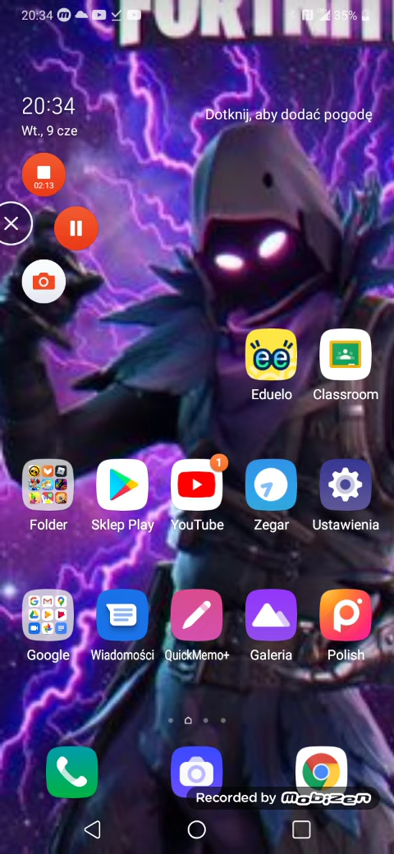 20:34
35%
FORTNITE
20:34
Wt., 9 cze
Dotknij, aby dodać pogodę
02:13
Eduelo
Classroom
1
Folder
Sklep Play
YouTube
Zegar
Ustawienia
Google
Wiadomości
QuickMemo+
Galeria
Polish
Recorded by mobizen